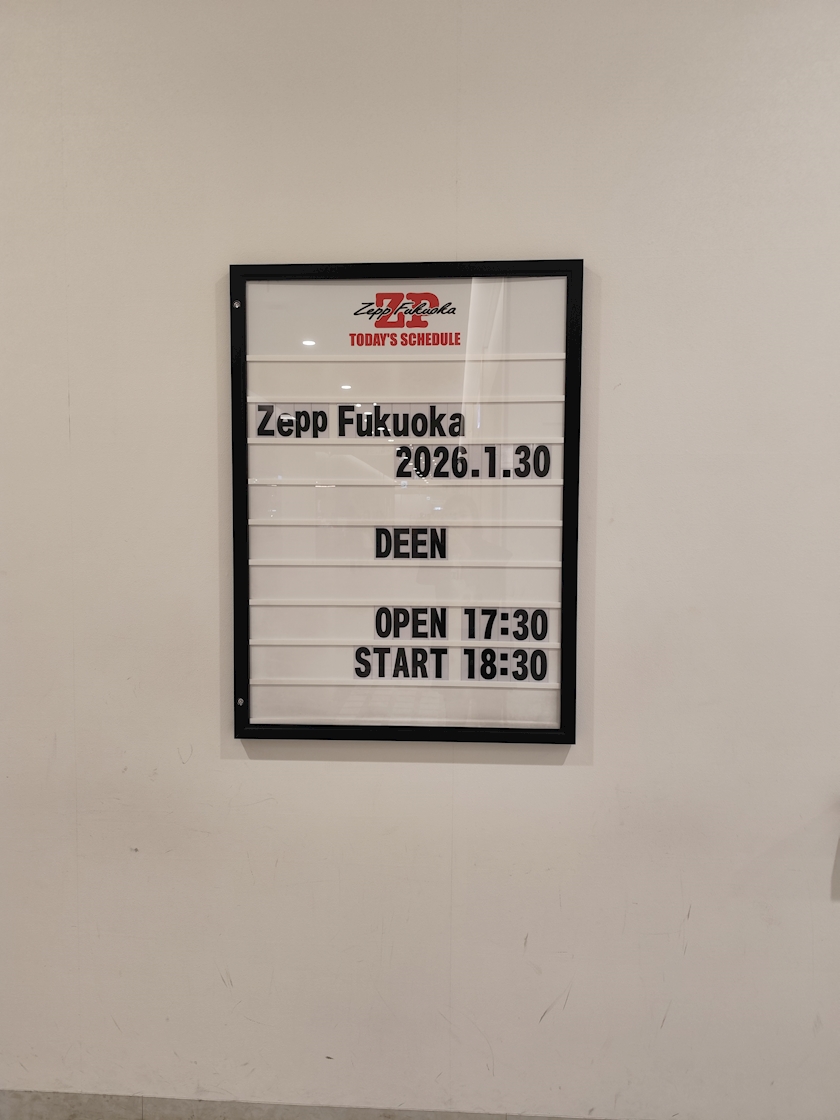 ZP
Zepp Fukuoka
TODAY'S SCHEDULE
Zepp Fukuoka
2026.1.30
DEEN
OPEN 17:30
START 18:30